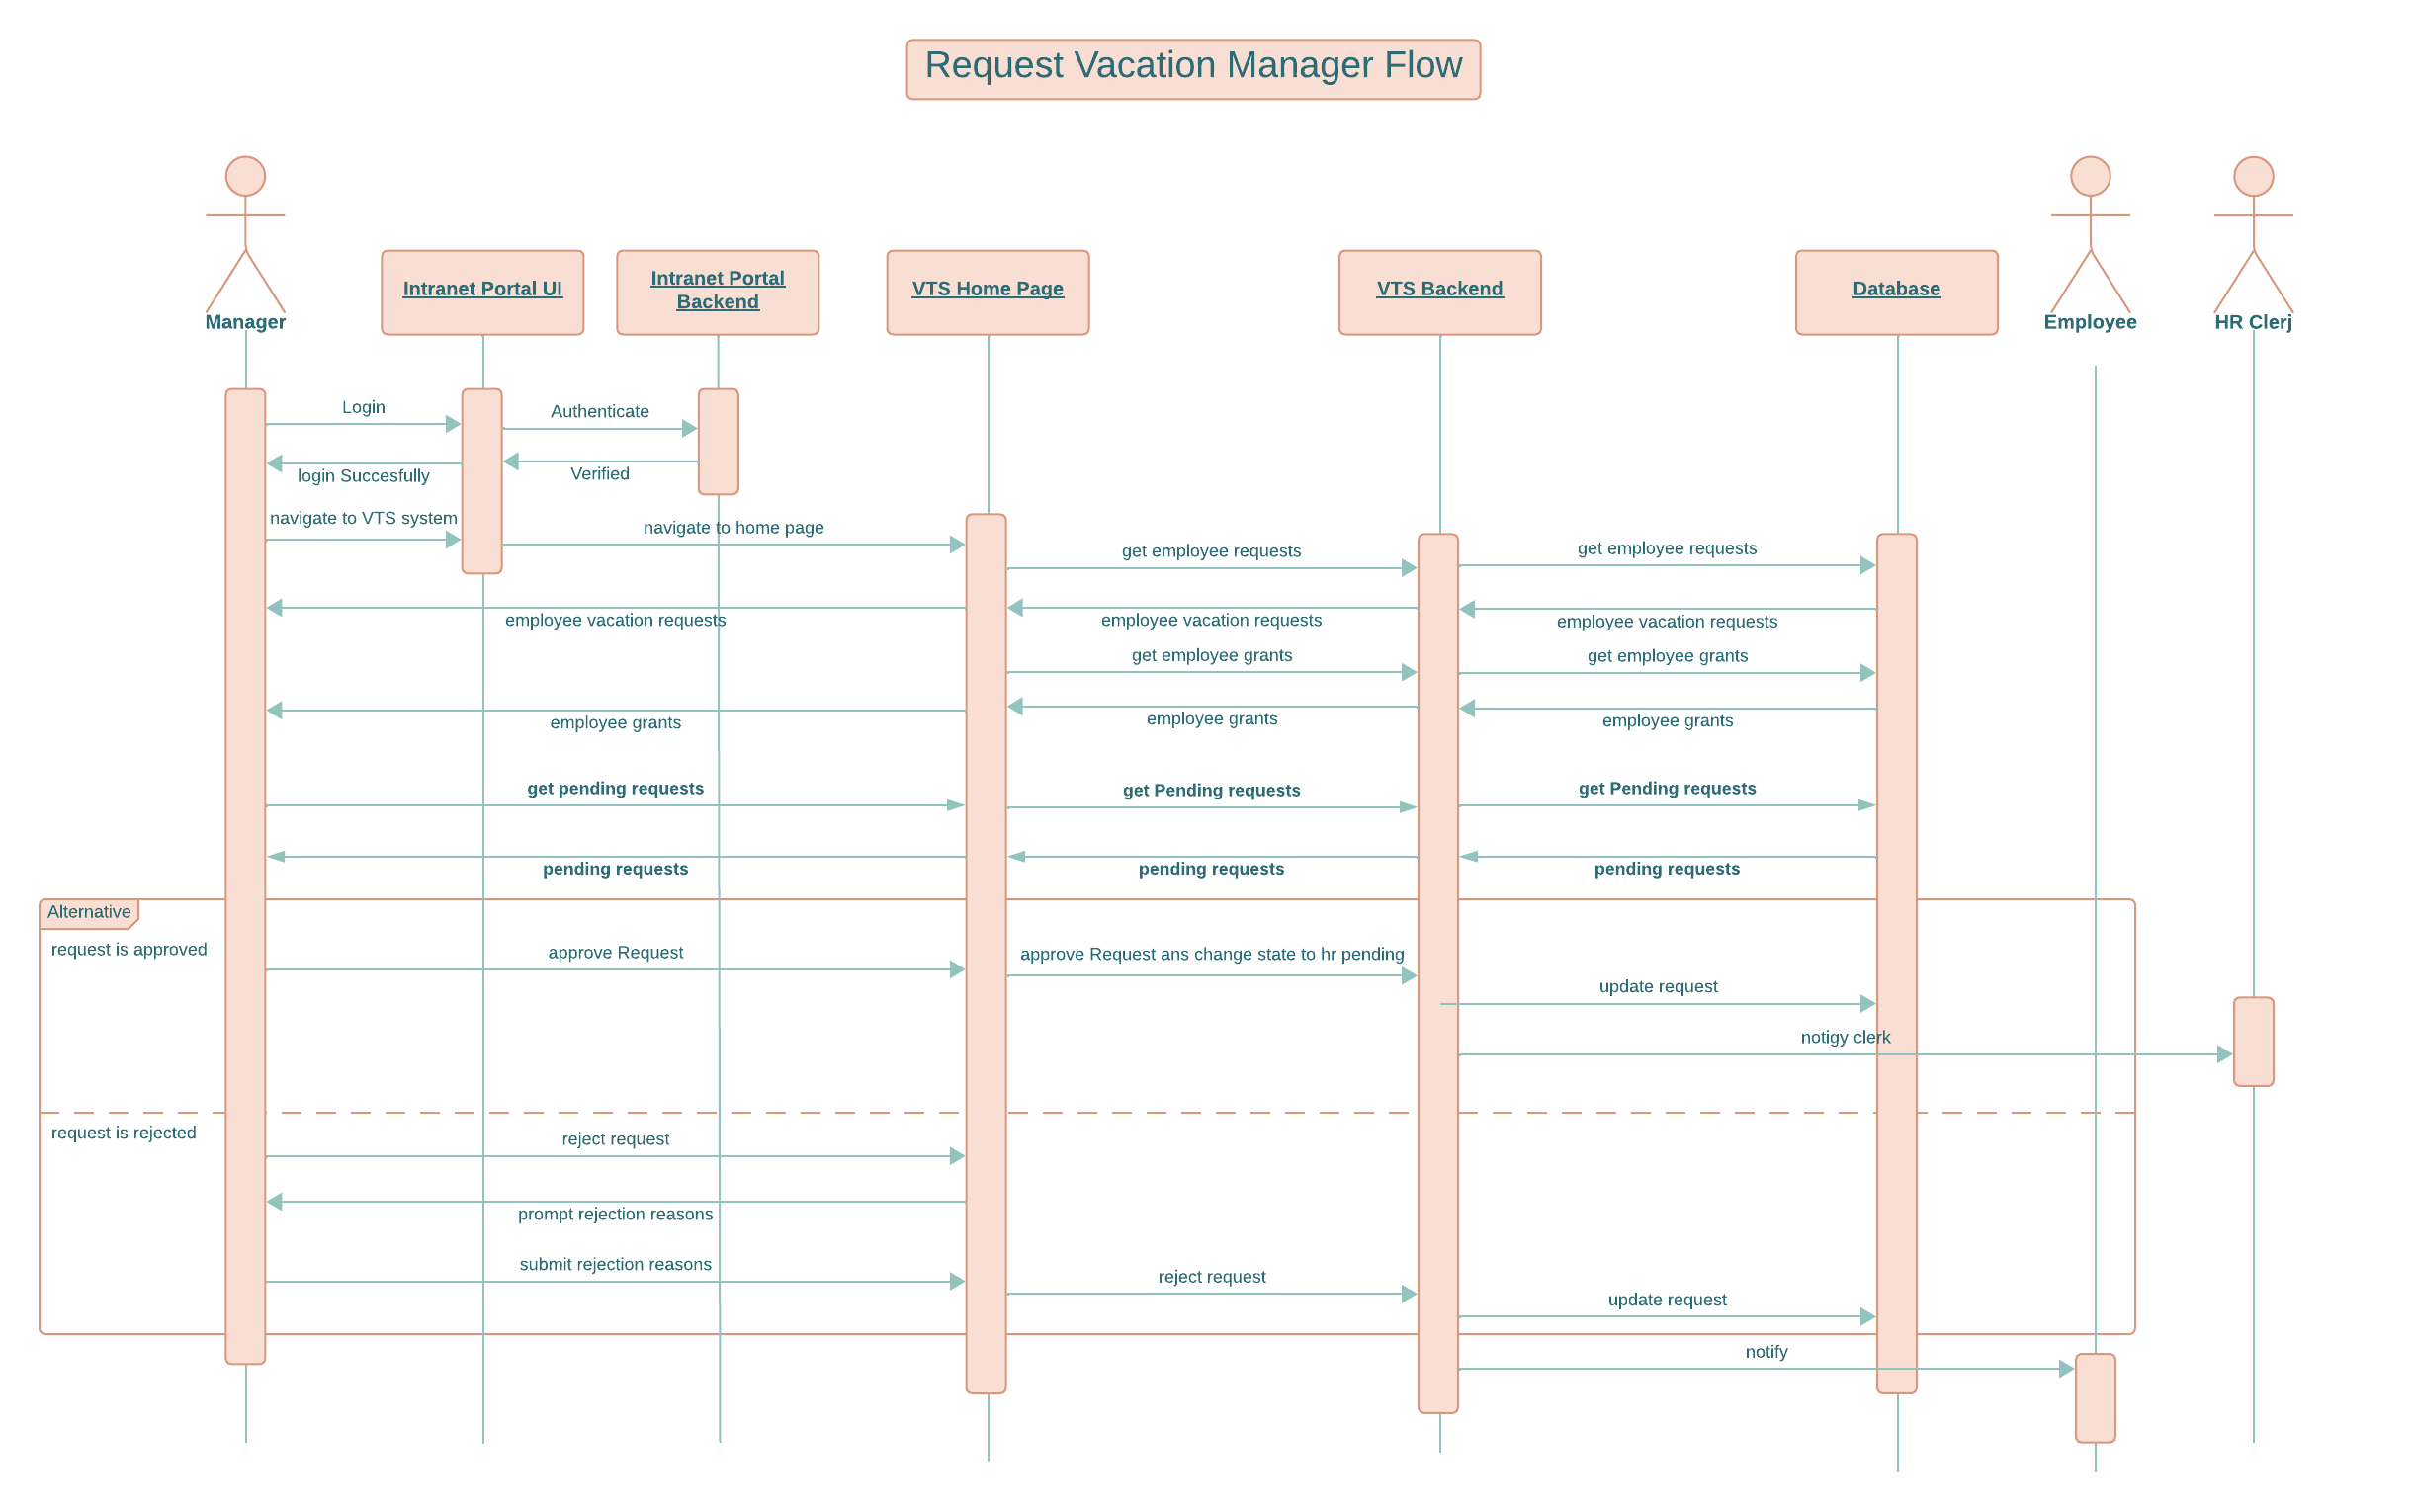 Request Vacation Manager Flow
Manager
Intranet Portal UI
Intranet Portal
Backend
VTS Home Page
VTS Backend
Database
Employee
HR Clerj
Login
Authenticate
login Succesfully
Verified
navigate to VTS system
navigate to home page
get employee requests
get employee requests
employee vacation requests
employee vacation requests
employee vacation requests
get employee grants
get employee grants
employee grants
employee grants
employee grants
get pending requests
get Pending requests
get Pending requests
pending requests
pending requests
pending requests
Alternative
request is approved
approve Request
approve Request ans change state to hr pending
update request
notigy clerk
request is rejected
reject request
prompt rejection reasons
submit rejection reasons
reject request
update request
notify